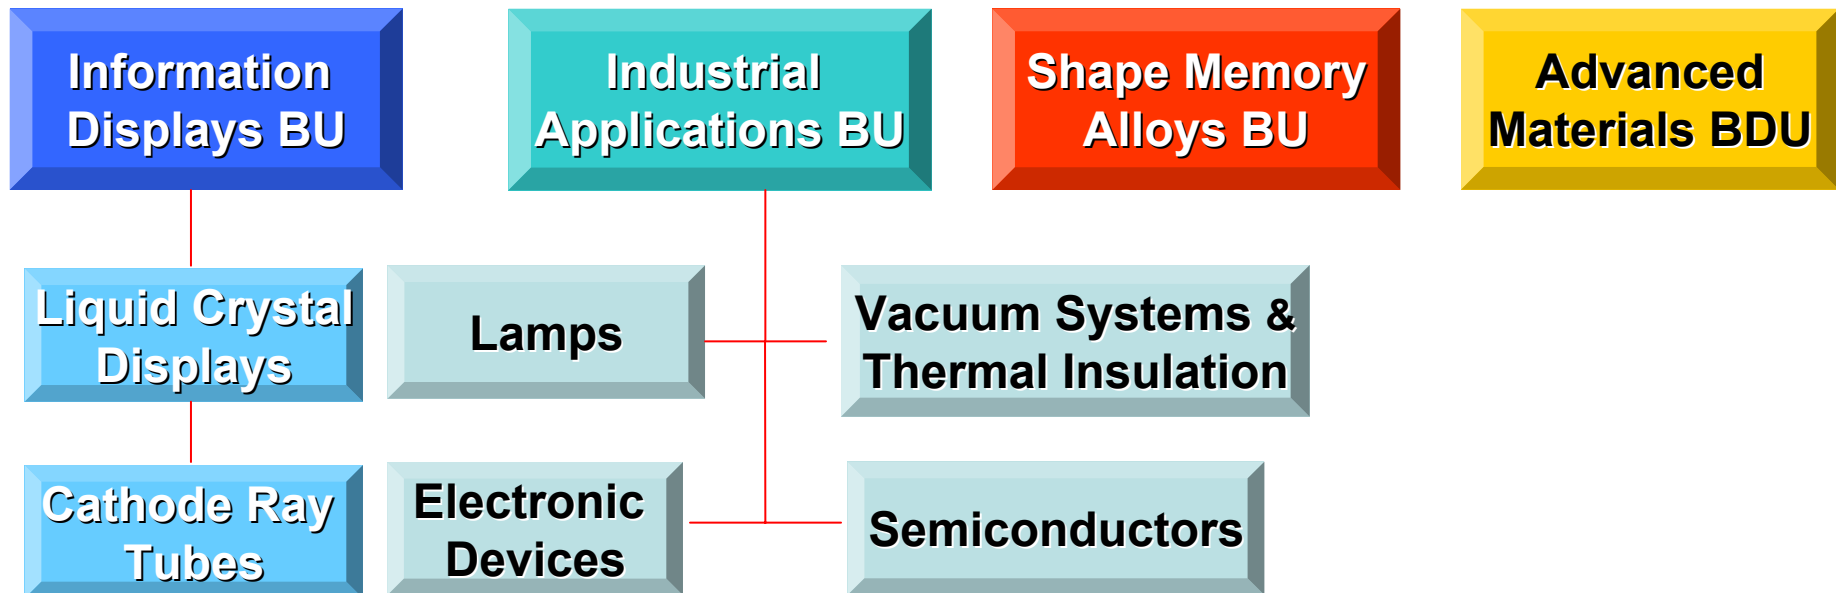 Information
Displays BU
Industrial
Applications BU
Shape Memory
Alloys BU
Advanced
Materials BDU
Liquid Crystal
Displays
Lamps
Vacuum Systems &
Thermal Insulation
Cathode Ray
Tubes
Electronic
Devices
Semiconductors